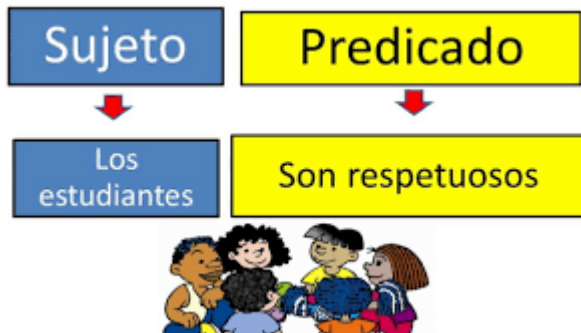 Sujeto
Predicado
Los
estudiantes
Son respetuosos